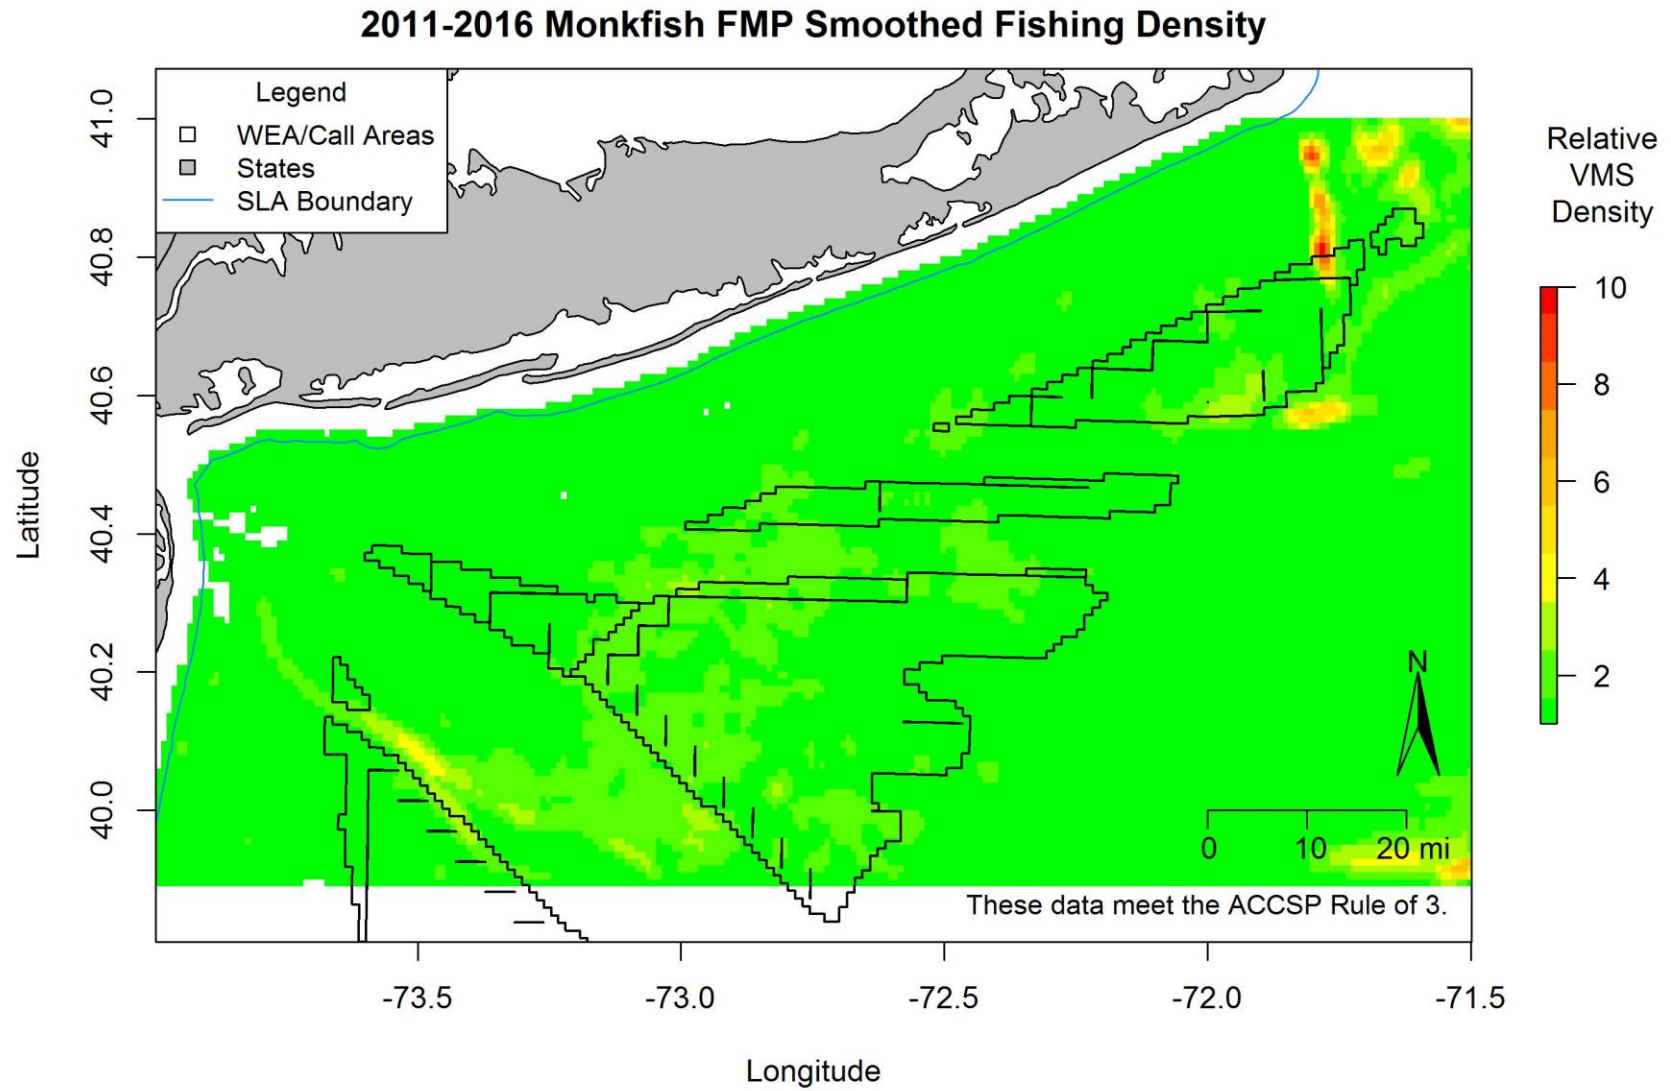 2011-2016 Monkfish FMP Smoothed Fishing Density
Legend
WEA/Call Areas
States
SLA Boundary
Relative
VMS
Density
10
8
6
4
2
Latitude
41.0
40.8
40.6
40.4
40.2
40.0
N
0 10 20 mi
These data meet the ACCSP Rule of 3.
-73.5 -73.0 -72.5 -72.0 -71.5
Longitude